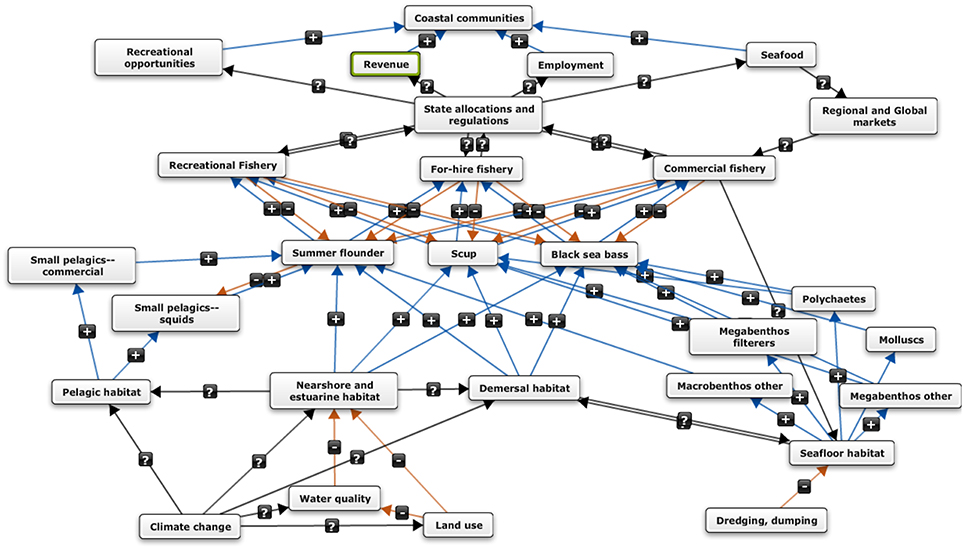 Coastal communities
Recreational
opportunities
Revenue
Employment
Seafood
State allocations and
regulations
Regional and Global
markets
Recreational Fishery
For-hire fishery
Commercial fishery
Small pelagics--
commercial
Summer flounder
Scup
Black sea bass
Small pelagics--
squids
Polychaetes
Megabenthos
filterers
Molluscs
Pelagic habitat
Nearshore and
estuarine habitat
Demersal habitat
Macrobenthos other
Megabenthos other
Seafloor habitat
Water quality
Climate change
Land use
Dredging, dumping